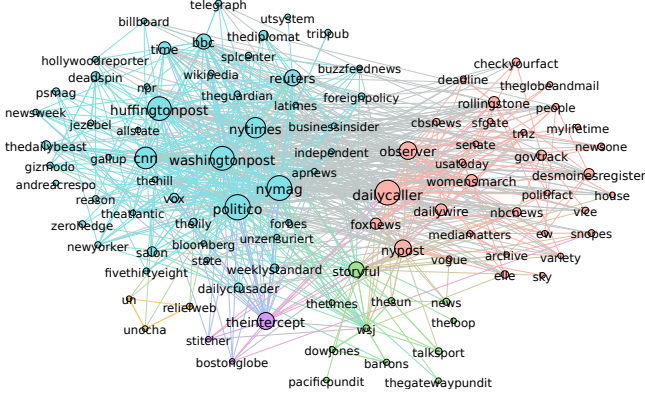 telegraph
billboard
utsystem
time
bbc
thediplomat
tribpub
hollywoodreporter
splcenter
deadspin
wikipedia
reuters
buzzfeednews
checkyourfact
psmag
npr
theguardian
foreignpolicy
deadline
theglobeandmail
newsweek
huffingtonpost
latimes
rollingstone
people
jezebel
allstate
nytimes
businessinsider
cbsnews
sfgate
tmz
mylifetime
thedailybeast
gallup
cnn
washingtonpost
independent
observer
senate
govtrack
newsone
gizmodo
thehill
apnews
usatoday
womensmarch
desmoinesregister
andreacrespo
reason
vox
nymag
dailycaller
politifact
house
theatlantic
politico
dailywire
nbcnews
vice
zerohedge
thelily
forbes
foxnews
newyorker
salon
bloomberg
unzensuriert
nypost
mediamatters
ew
snopes
state
weeklystandard
storyful
vogue
archive
variety
fivethirtyeight
elle
sky
un
reliefweb
dailycrusader
thetimes
thesun
news
unocha
theintercept
wsj
theloop
stitcher
dowjones
talksport
bostonglobe
barrons
pacificpundit
thegatewaypundit